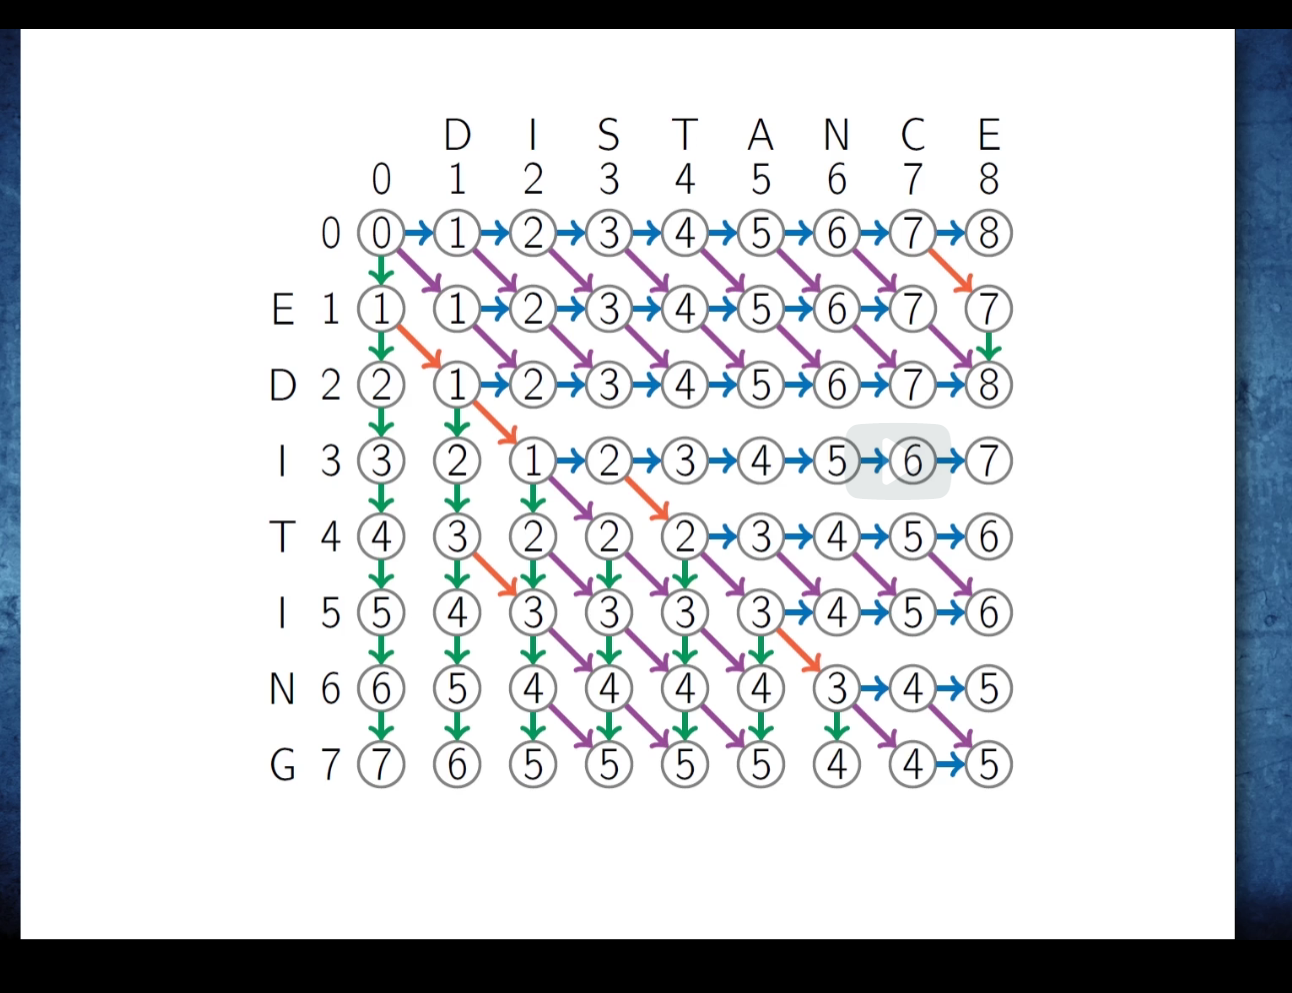 D I S T A N C E
0 1 2 3 4 5 6 7 8
0 0 1 2 3 4 5 6 7 8
E 1 1 1 2 3 4 5 6 7 7
D 2 2 1 2 3 4 5 6 7 8
I 3 3 2 1 2 3 4 5 6 7
T 4 4 3 2 2 2 3 4 5 6
I 5 5 4 3 3 3 3 4 5 6
N 6 6 5 4 4 4 4 3 4 5
G 7 7 6 5 5 5 5 4 4 5